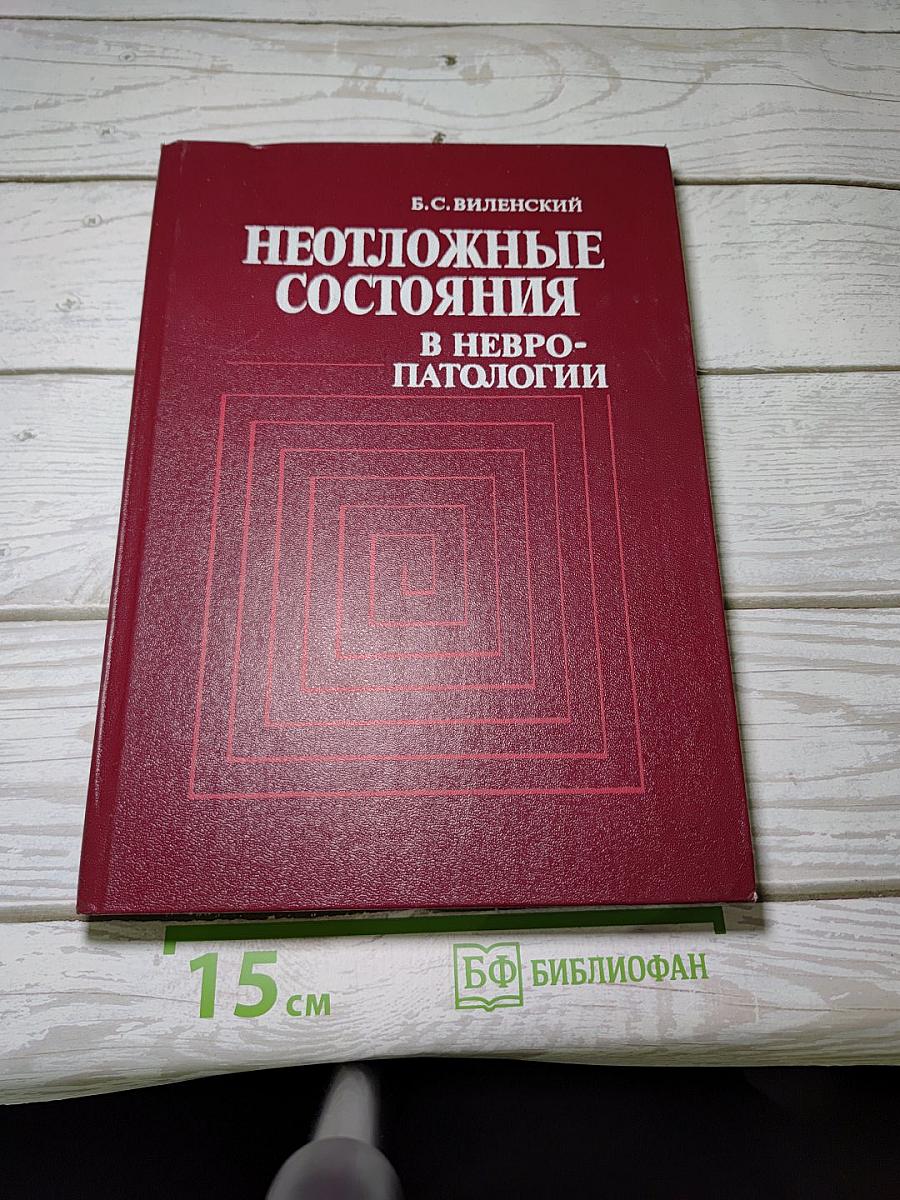 Б.С. ВИЛЕНСКИЙ
НЕОТЛОЖНЫЕ
СОСТОЯНИЯ
В НЕВРО-
ПАТОЛОГИИ
15 см
БФ БИБЛИОФАН